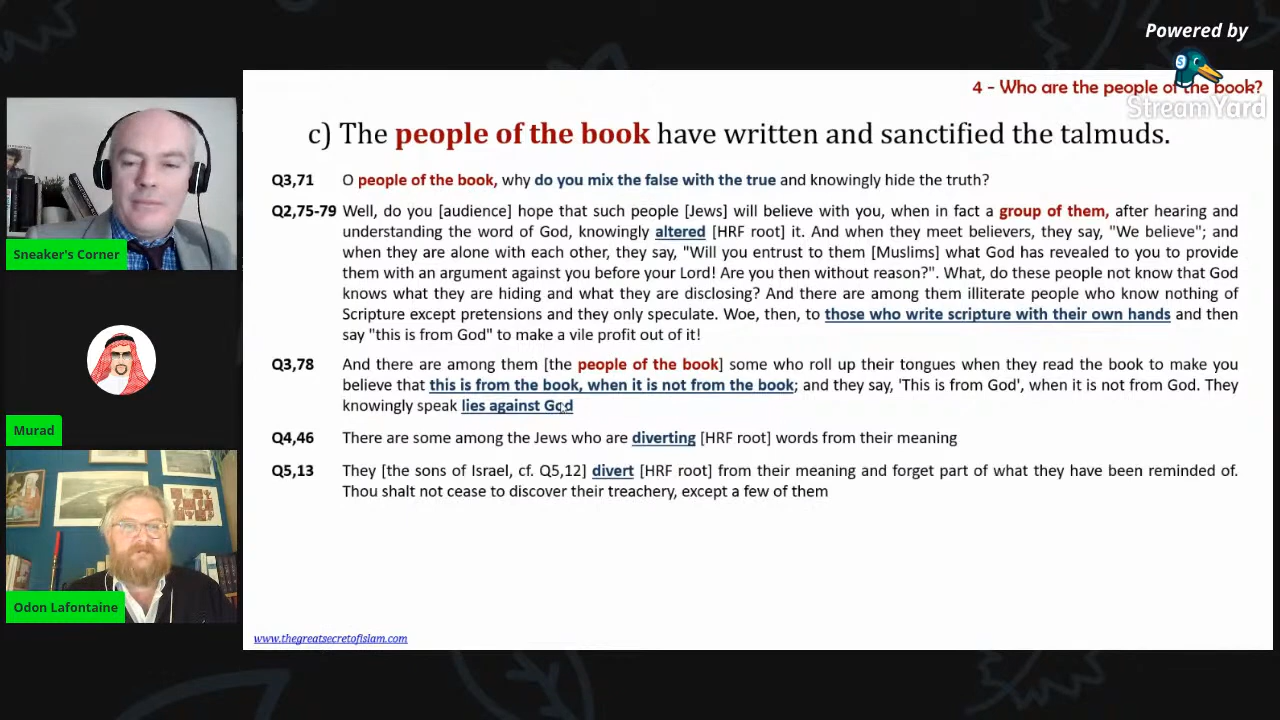 Powered by
StreamYard
4 - Who are the people of the book?
c) The people of the book have written and sanctified the talmuds.
Q3,71 O people of the book, why do you mix the false with the true and knowingly hide the truth?
Q2,75-79 Well, do you [audience] hope that such people [Jews] will believe with you, when in fact a group of them, after hearing and
understanding the word of God, knowingly altered [HRF root] it. And when they meet believers, they say, "We believe"; and
when they are alone with each other, they say, "Will you entrust to them [Muslims] what God has revealed to you to provide
them with an argument against you before your Lord! Are you then without reason?". What, do these people not know that God
knows what they are hiding and what they are disclosing? And there are among them illiterate people who know nothing of
Scripture except pretensions and they only speculate. Woe, then, to those who write scripture with their own hands and then
say "this is from God" to make a vile profit out of it!
Q3,78 And there are among them [the people of the book] some who roll up their tongues when they read the book to make you
believe that this is from the book, when it is not from the book; and they say, 'This is from God', when it is not from God. They
knowingly speak lies against God
Q4,46 There are some among the Jews who are diverting [HRF root] words from their meaning
Q5,13 They [the sons of Israel, cf. Q5,12] divert [HRF root] from their meaning and forget part of what they have been reminded of.
Thou shalt not cease to discover their treachery, except a few of them
www.thegreatsecretofislam.com
Sneaker's Corner
Murad
Odon Lafontaine